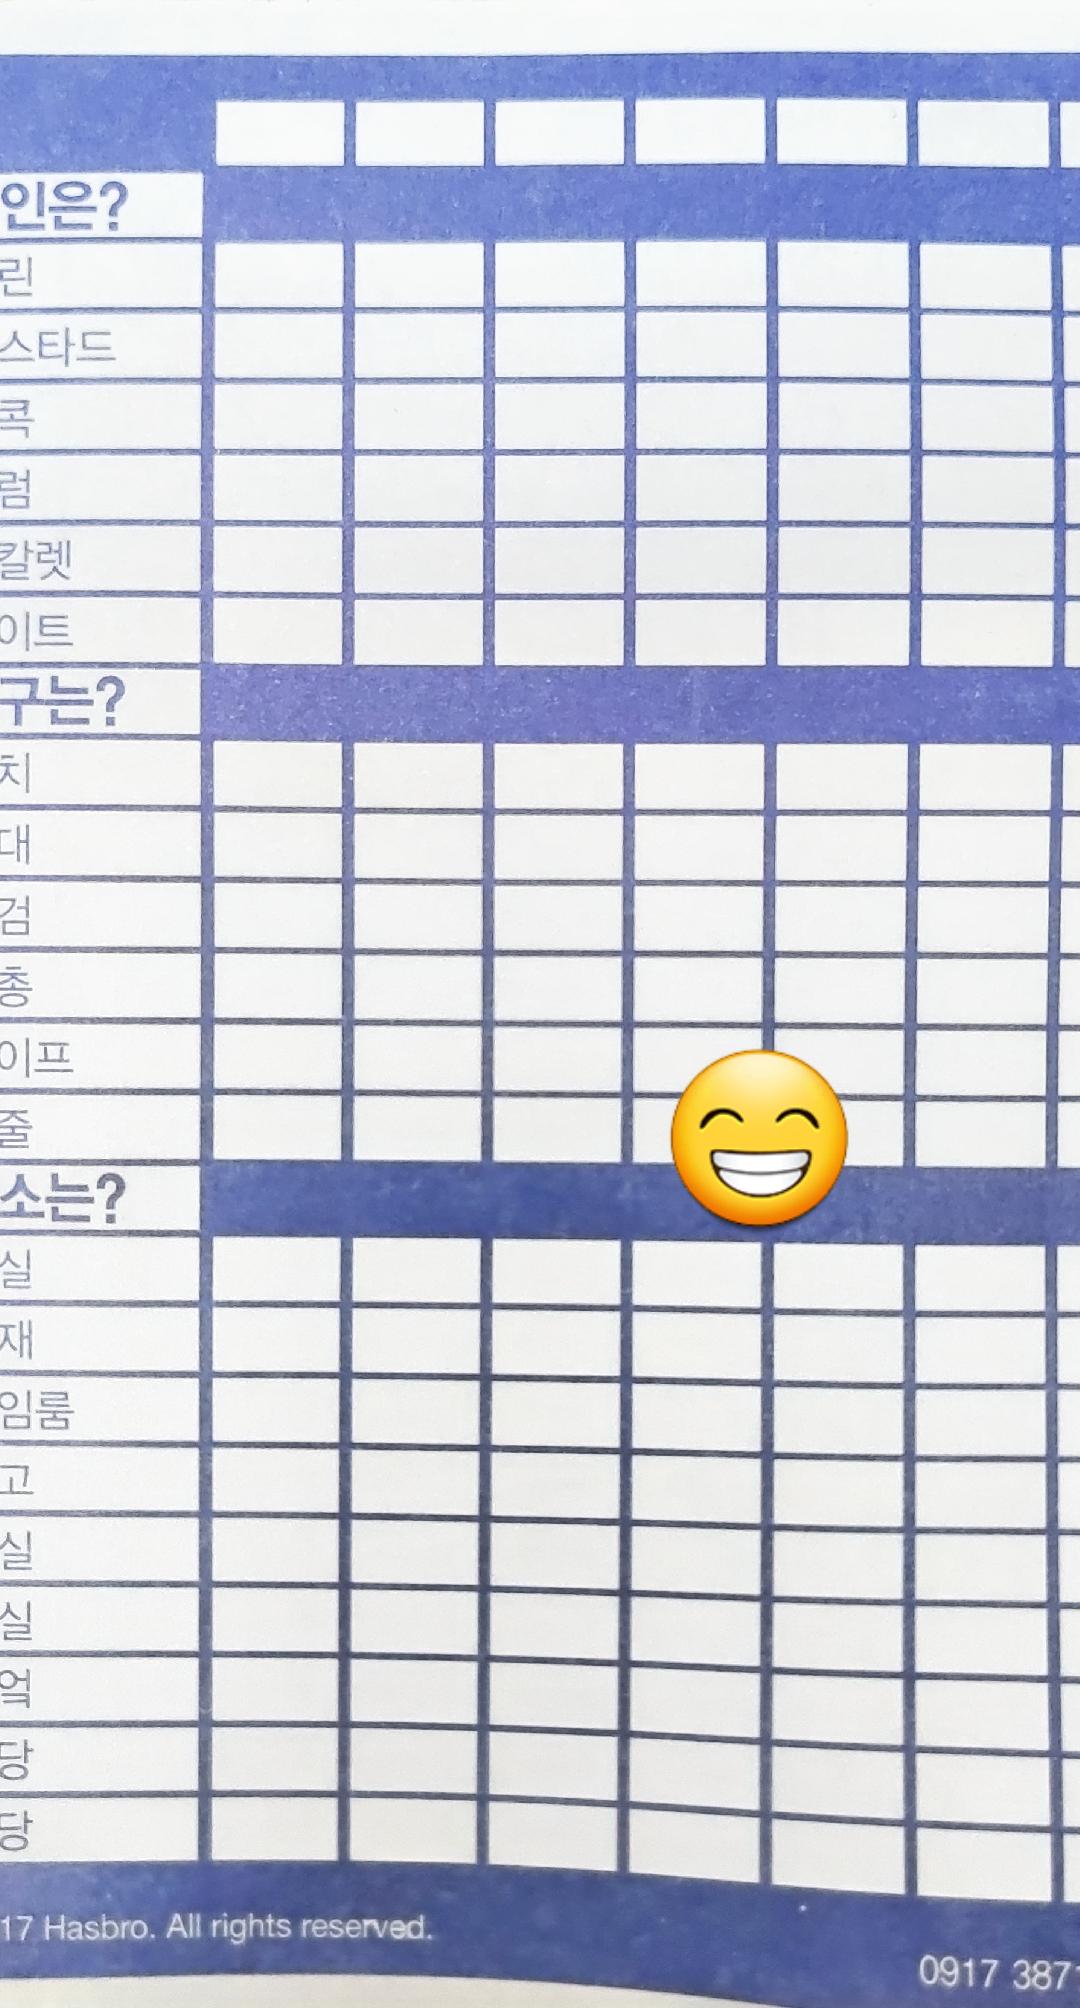 인은?
린
스타드
콕
럼
칼렛
이트
구는?
치
대
검
총
이프
줄
소는?
실
재
임룸
고
실
실
엌
당
당
17 Hasbro. All rights reserved.
0917 3871